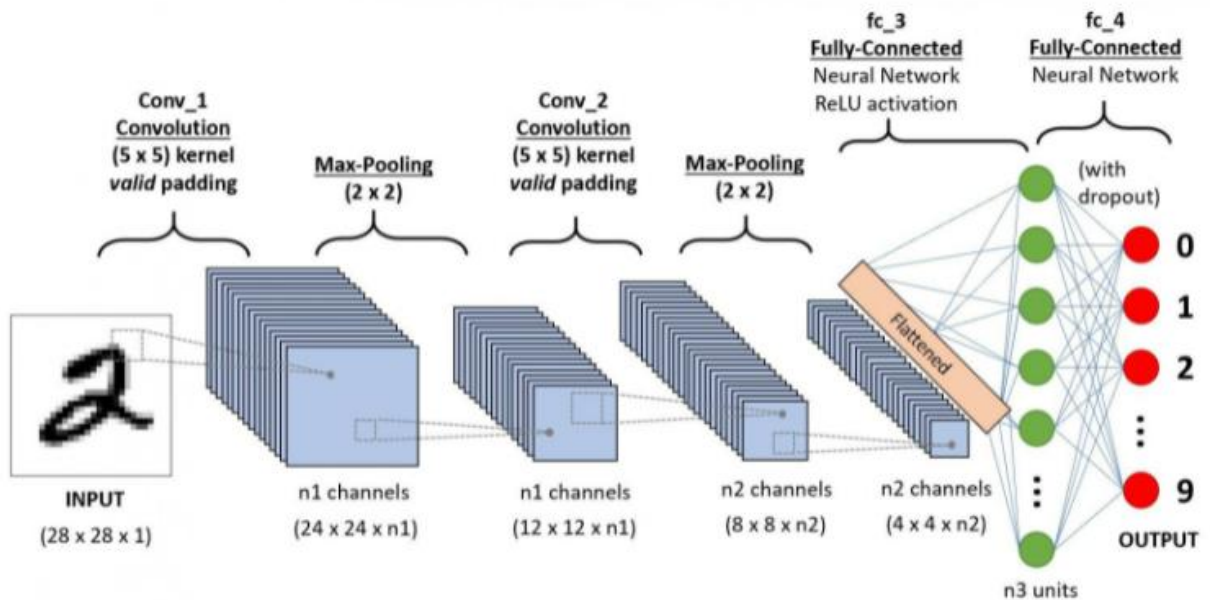 Conv_1
Convolution
(5 x 5) kernel
valid padding
Max-Pooling
(2 x 2)
Conv_2
Convolution
(5 x 5) kernel
valid padding
Max-Pooling
(2 x 2)
fc_3
Fully-Connected
Neural Network
ReLU activation
fc_4
Fully-Connected
Neural Network
(with
dropout)
Flattened
0
1
2
9
OUTPUT
2
INPUT
(28 x 28 x 1)
n1 channels
(24 x 24 x n1)
n1 channels
(12 x 12 x n1)
n2 channels
(8 x 8 x n2)
n2 channels
(4 x 4 x n2)
n3 units